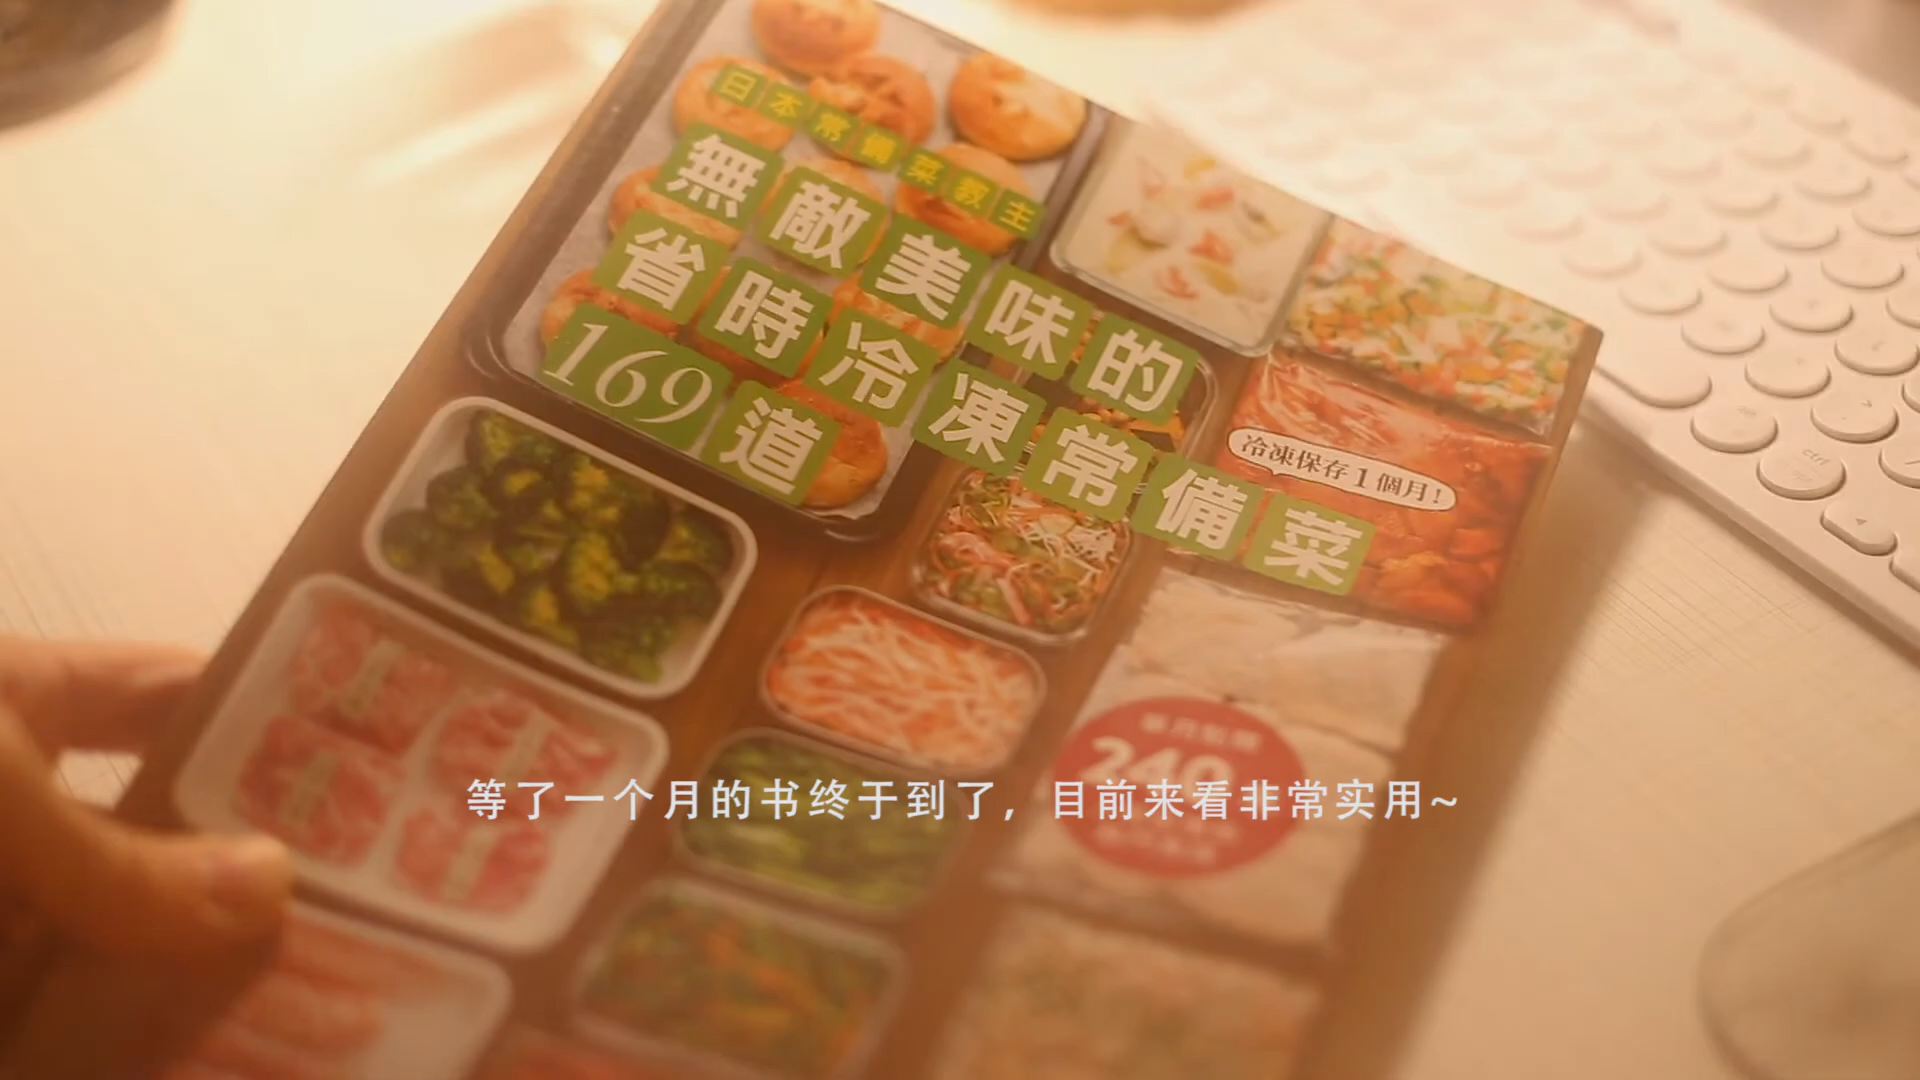 日本常備菜教主
無敵美味的
省時冷凍常備菜
169道
冷凍保存1個月!
240
等了一个月的书终于到了，目前来看非常实用~
ctrl